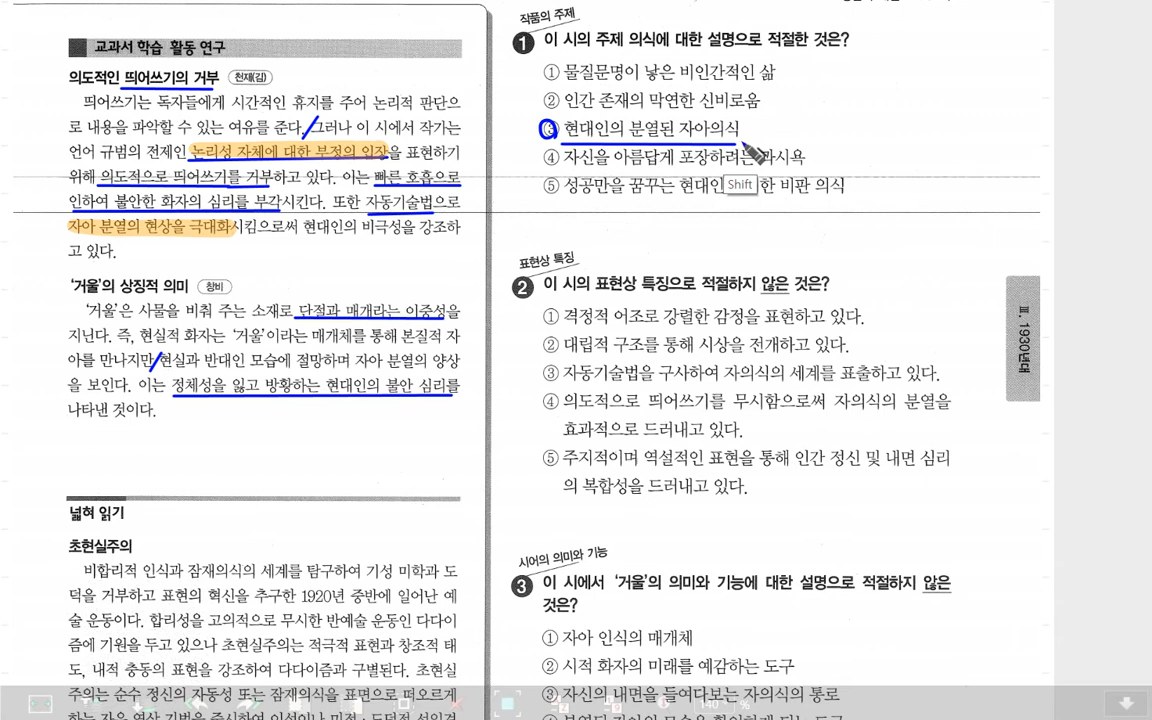 교과서 학습 활동 연구
의도적인 띄어쓰기의 거부 천재(김)
띄어쓰기는 독자들에게 시간적인 휴지를 주어 논리적 판단으
로 내용을 파악할 수 있는 여유를 준다. 그러나 이 시에서 작가는
언어 규범의 전제인 논리성 자체에 대한 부정의 입장을 표현하기
위해 의도적으로 띄어쓰기를 거부하고 있다. 이는 빠른 호흡으로
인하여 불안한 화자의 심리를 부각시킨다. 또한 자동기술법으로
자아 분열의 현상을 극대화시킴으로써 현대인의 비극성을 강조하
고 있다.
'거울'의 상징적 의미 창비
'거울'은 사물을 비춰 주는 소재로 단절과 매개라는 이중성을
지닌다. 즉, 현실적 화자는 '거울'이라는 매개체를 통해 본질적 자
아를 만나지만 현실과 반대인 모습에 절망하며 자아 분열의 양상
을 보인다. 이는 정체성을 잃고 방황하는 현대인의 불안 심리를
나타낸 것이다.
넓혀 읽기
초현실주의
비합리적 인식과 잠재의식의 세계를 탐구하여 기성 미학과 도
덕을 거부하고 표현의 혁신을 추구한 1920년 중반에 일어난 예
술 운동이다. 합리성을 고의적으로 무시한 반예술 운동인 다다이
즘에 기원을 두고 있으나 초현실주의는 적극적 표현과 창조적 태
도, 내적 충동의 표현을 강조하여 다다이즘과 구별된다. 초현실
주의는 순수 정신의 자동성 또는 잠재의식을 표면으로 떠오르게
작품의 주제
1 이 시의 주제 의식에 대한 설명으로 적절한 것은?
① 물질문명이 낳은 비인간적인 삶
② 인간 존재의 막연한 신비로움
③ 현대인의 분열된 자아의식
④ 자신을 아름답게 포장하려는 과시욕
⑤ 성공만을 꿈꾸는 현대인 Shift 한 비판 의식
표현상 특징
2 이 시의 표현상 특징으로 적절하지 않은 것은?
① 격정적 어조로 강렬한 감정을 표현하고 있다.
② 대립적 구조를 통해 시상을 전개하고 있다.
③ 자동기술법을 구사하여 자의식의 세계를 표출하고 있다.
④ 의도적으로 띄어쓰기를 무시함으로써 자의식의 분열을
효과적으로 드러내고 있다.
⑤ 주지적이며 역설적인 표현을 통해 인간 정신 및 내면 심리
의 복합성을 드러내고 있다.
시어의 의미와 기능
3 이 시에서 '거울'의 의미와 기능에 대한 설명으로 적절하지 않은
것은?
① 자아 인식의 매개체
② 시적 화자의 미래를 예감하는 도구
③ 자신의 내면을 들여다보는 자의식의 통로
Ⅲ. 1930년대
140 %